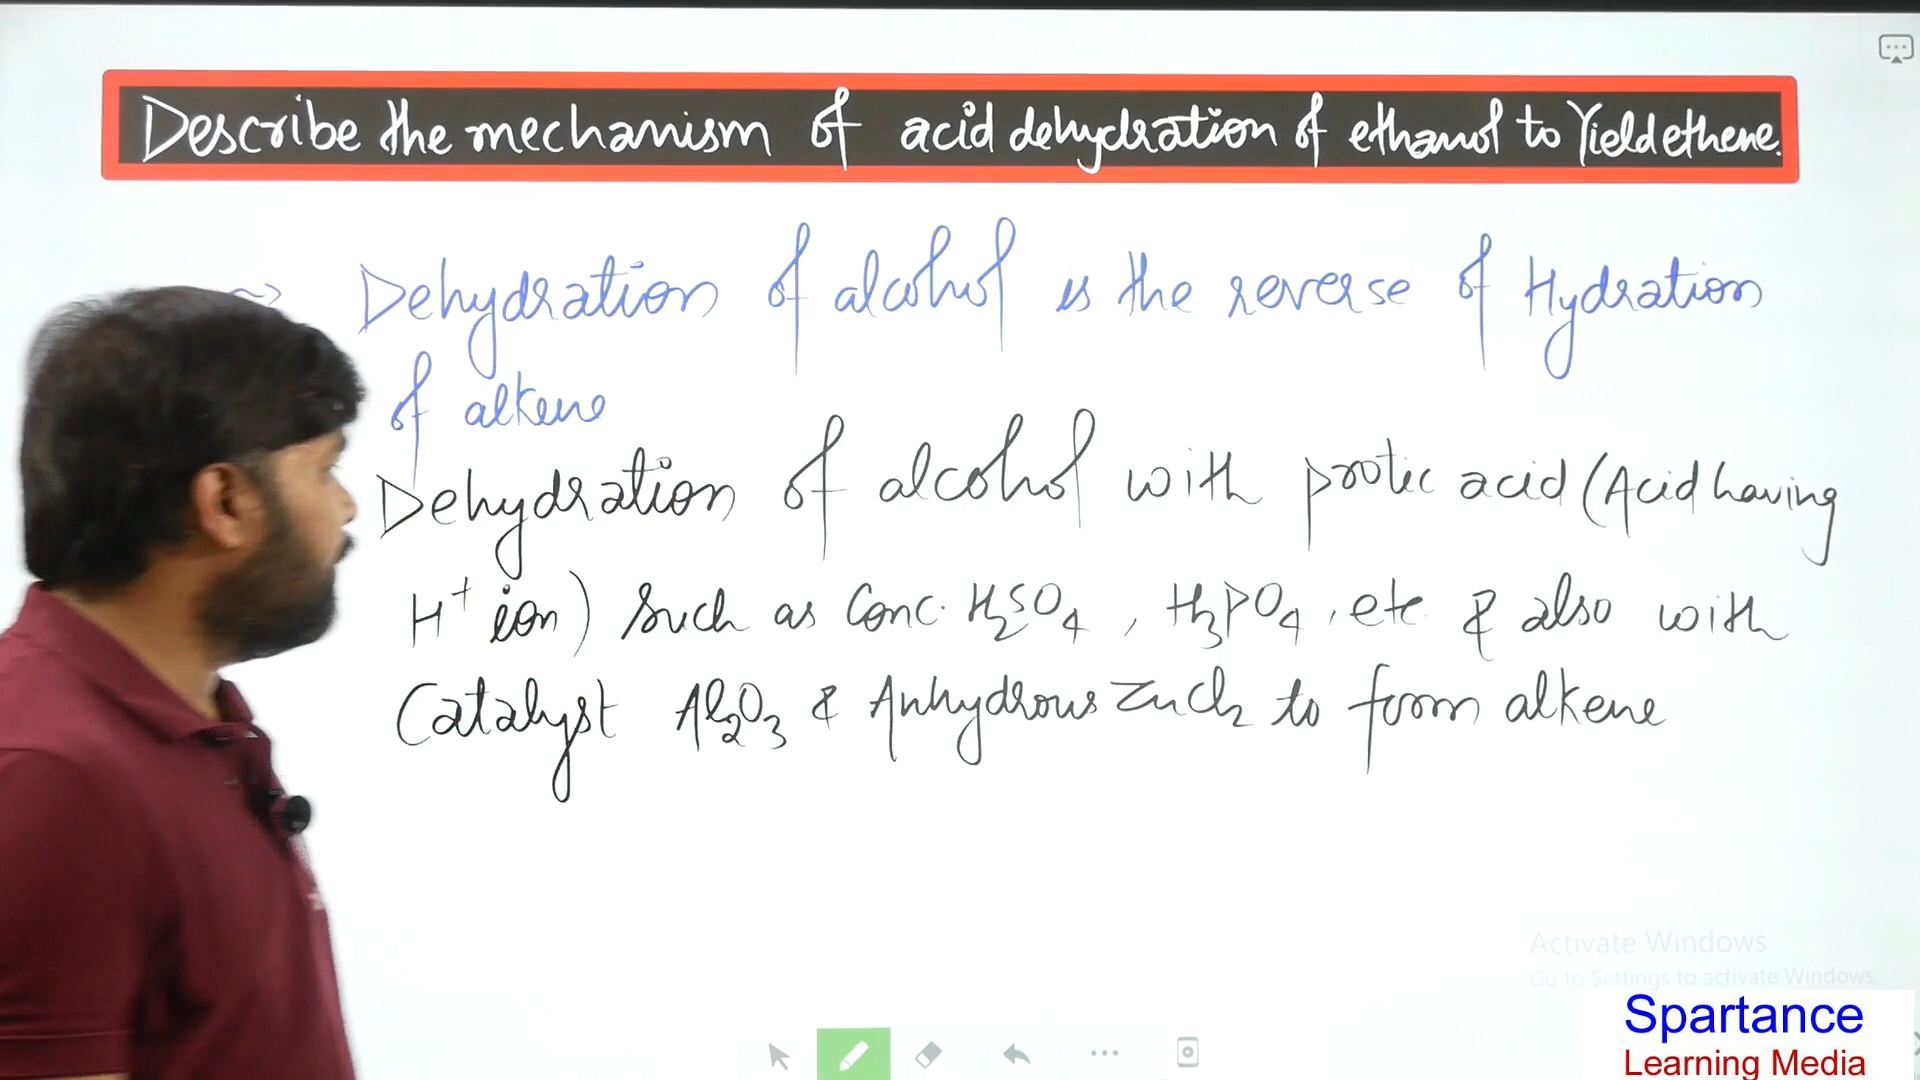 Describe the mechanism of acid dehydration of ethanol to Yield ethene.
Dehydration of alcohol is the reverse of Hydration
of alkene
Dehydration of alcohol with protic acid (Acid having
H⁺ ion) such as Conc. H₂SO₄, H₃PO₄, etc & also with
Catalyst Al₂O₃ & Anhydrous ZnCl₂ to form alkene
Activate Windows
Go to Settings to activate Windows.
Spartance
Learning Media